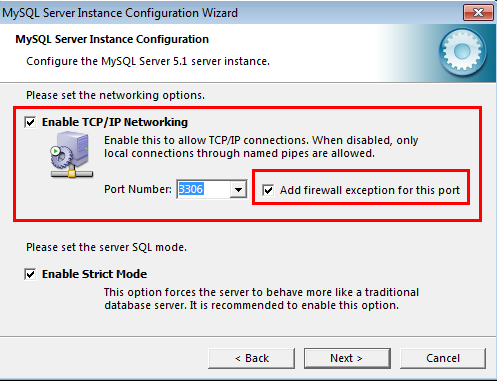 MySQL Server Instance Configuration Wizard
MySQL Server Instance Configuration
Configure the MySQL Server 5.1 server instance.
Please set the networking options.
Enable TCP/IP Networking
Enable this to allow TCP/IP connections. When disabled, only
local connections through named pipes are allowed.
Port Number: 3306 Add firewall exception for this port
Please set the server SQL mode.
Enable Strict Mode
This option forces the server to behave more like a traditional
database server. It is recommended to enable this option.
< Back Next > Cancel